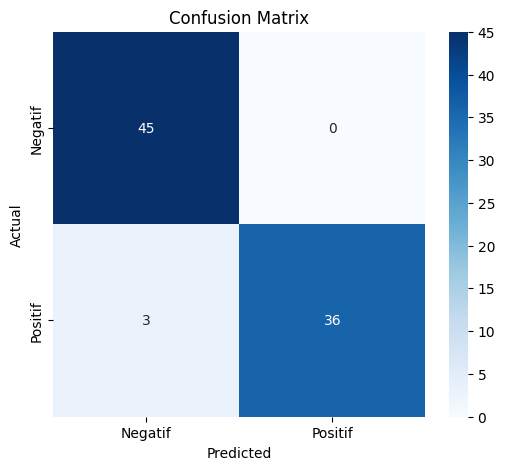 Confusion Matrix
Negatif
Positif
Actual
45
0
3
36
Negatif
Positif
Predicted
45
40
35
30
25
20
15
10
5
0